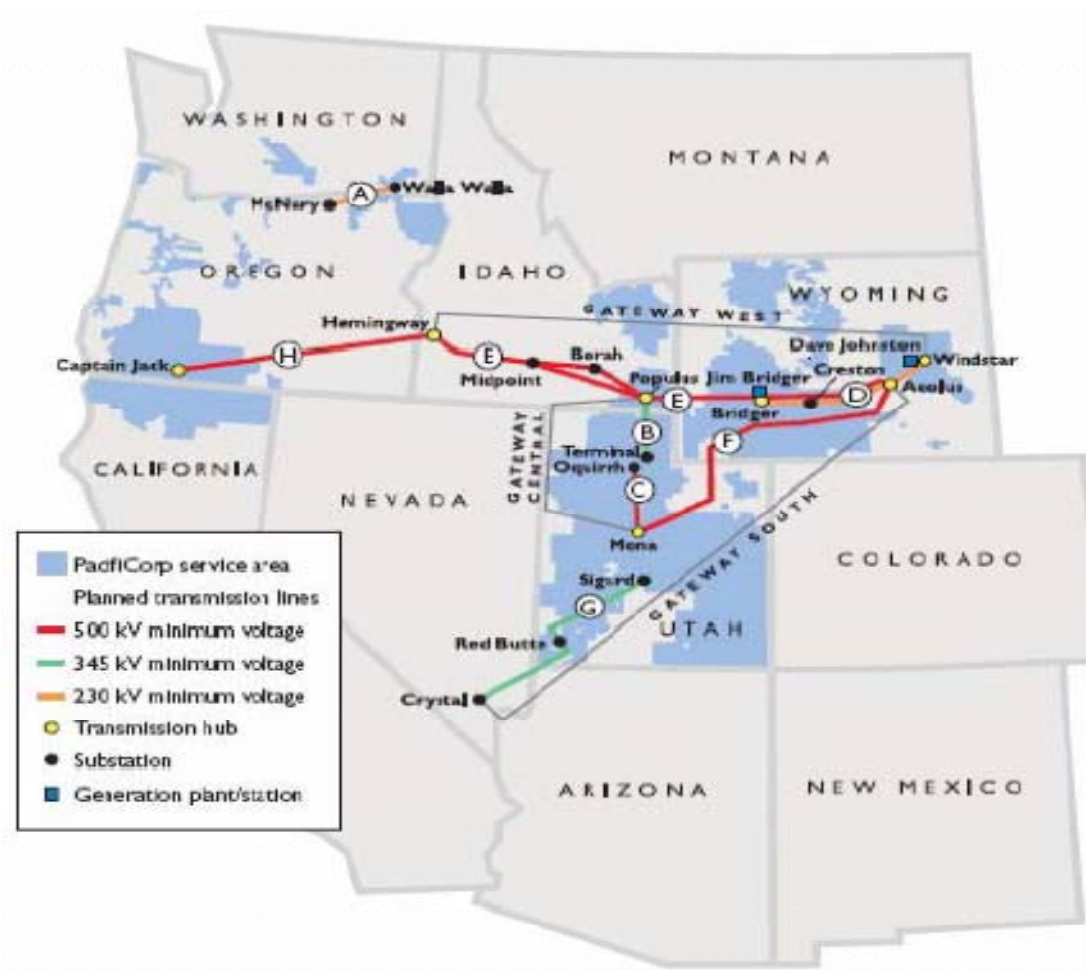 WASHINGTON
MONTANA
A
Walla Walla
McNary
OREGON
IDAHO
WYOMING
GATEWAY WEST
Hemingway
Dave Johnston
Windstar
Captain Jack
H
E
Borah
Midpoint
Creston
Populus
Jim Bridger
Aeolus
E
D
Bridger
B
F
GATEWAY
CENTRAL
Terminal
Oquirrh
CALIFORNIA
C
NEVADA
Mona
GATEWAY SOUTH
COLORADO
Sigurd
G
UTAH
Red Butte
Crystal
ARIZONA
NEW MEXICO
PacifiCorp service area
Planned transmission lines
500 kV minimum voltage
345 kV minimum voltage
230 kV minimum voltage
Transmission hub
Substation
Generation plant/station